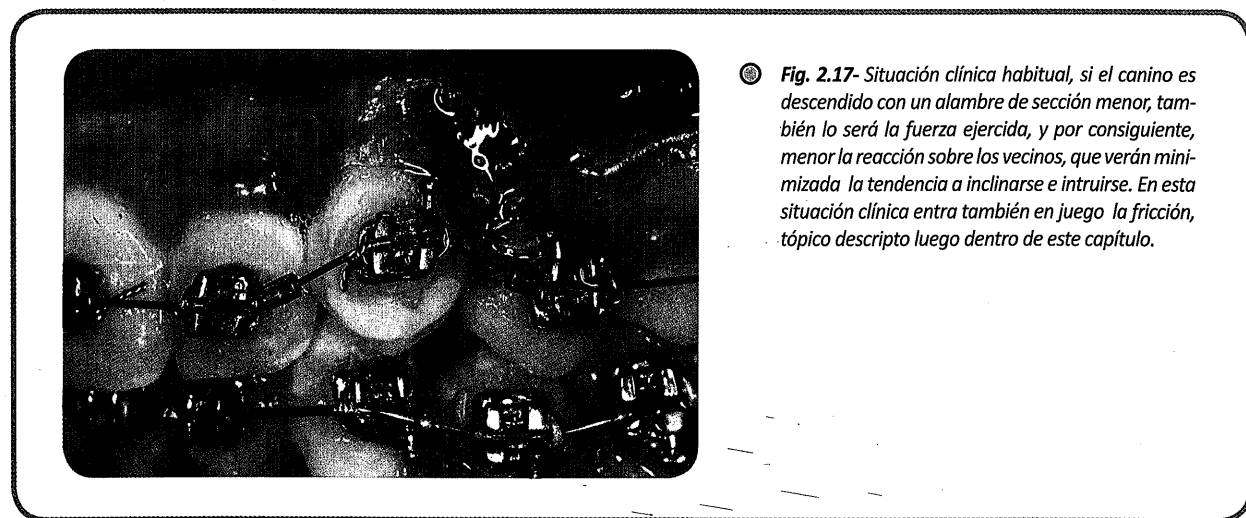 Fig. 2.17- Situación clínica habitual, si el canino es
descendido con un alambre de sección menor, tam-
bién lo será la fuerza ejercida, y por consiguiente,
menor la reacción sobre los vecinos, que verán mini-
mizada la tendencia a inclinarse e intruirse. En esta
situación clínica entra también en juego la fricción,
tópico descripto luego dentro de este capítulo.